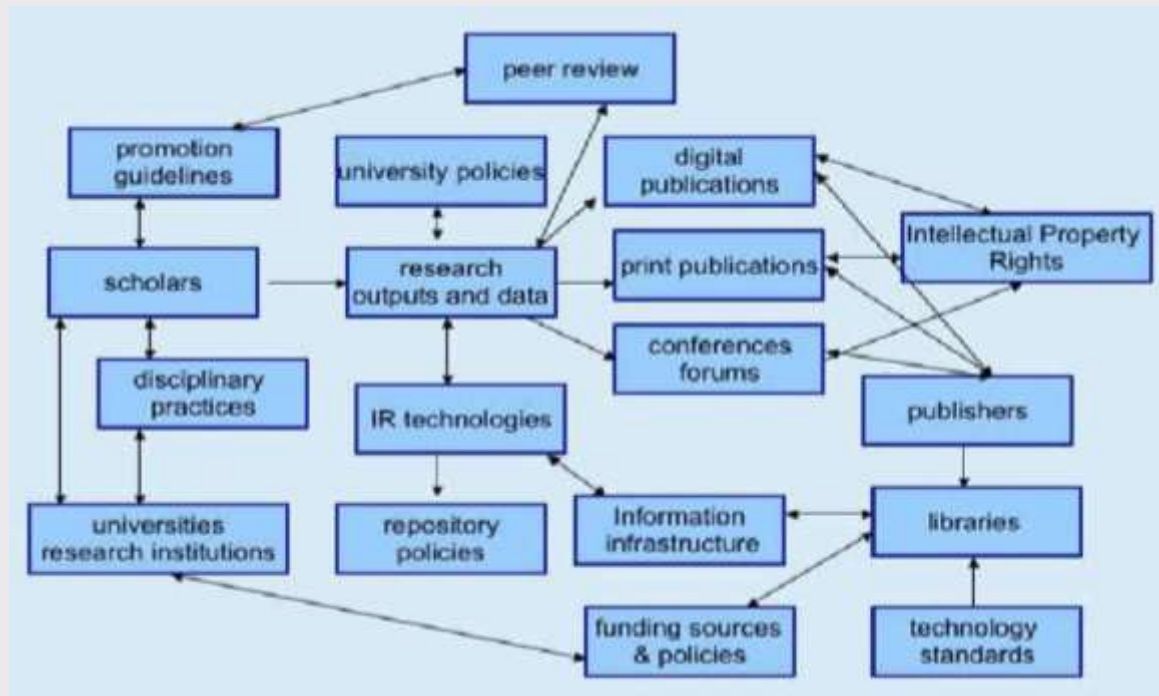 peer review
promotion
guidelines
university policies
digital
publications
Intellectual Property
Rights
scholars
research
outputs and data
print publications
conferences
forums
disciplinary
practices
IR technologies
publishers
universities
research institutions
repository
policies
Information
infrastructure
libraries
funding sources
& policies
technology
standards